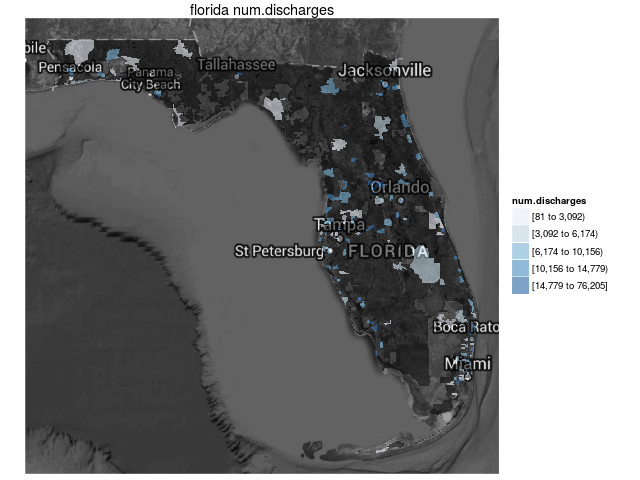 florida num.discharges
bile
Pensacola
Panama
City Beach
Tallahassee
Jacksonville
Orlando
Tampa
St Petersburg
FLORIDA
Boca Rato
Miami
num.discharges
[81 to 3,092)
[3,092 to 6,174)
[6,174 to 10,156)
[10,156 to 14,779)
[14,779 to 76,205]